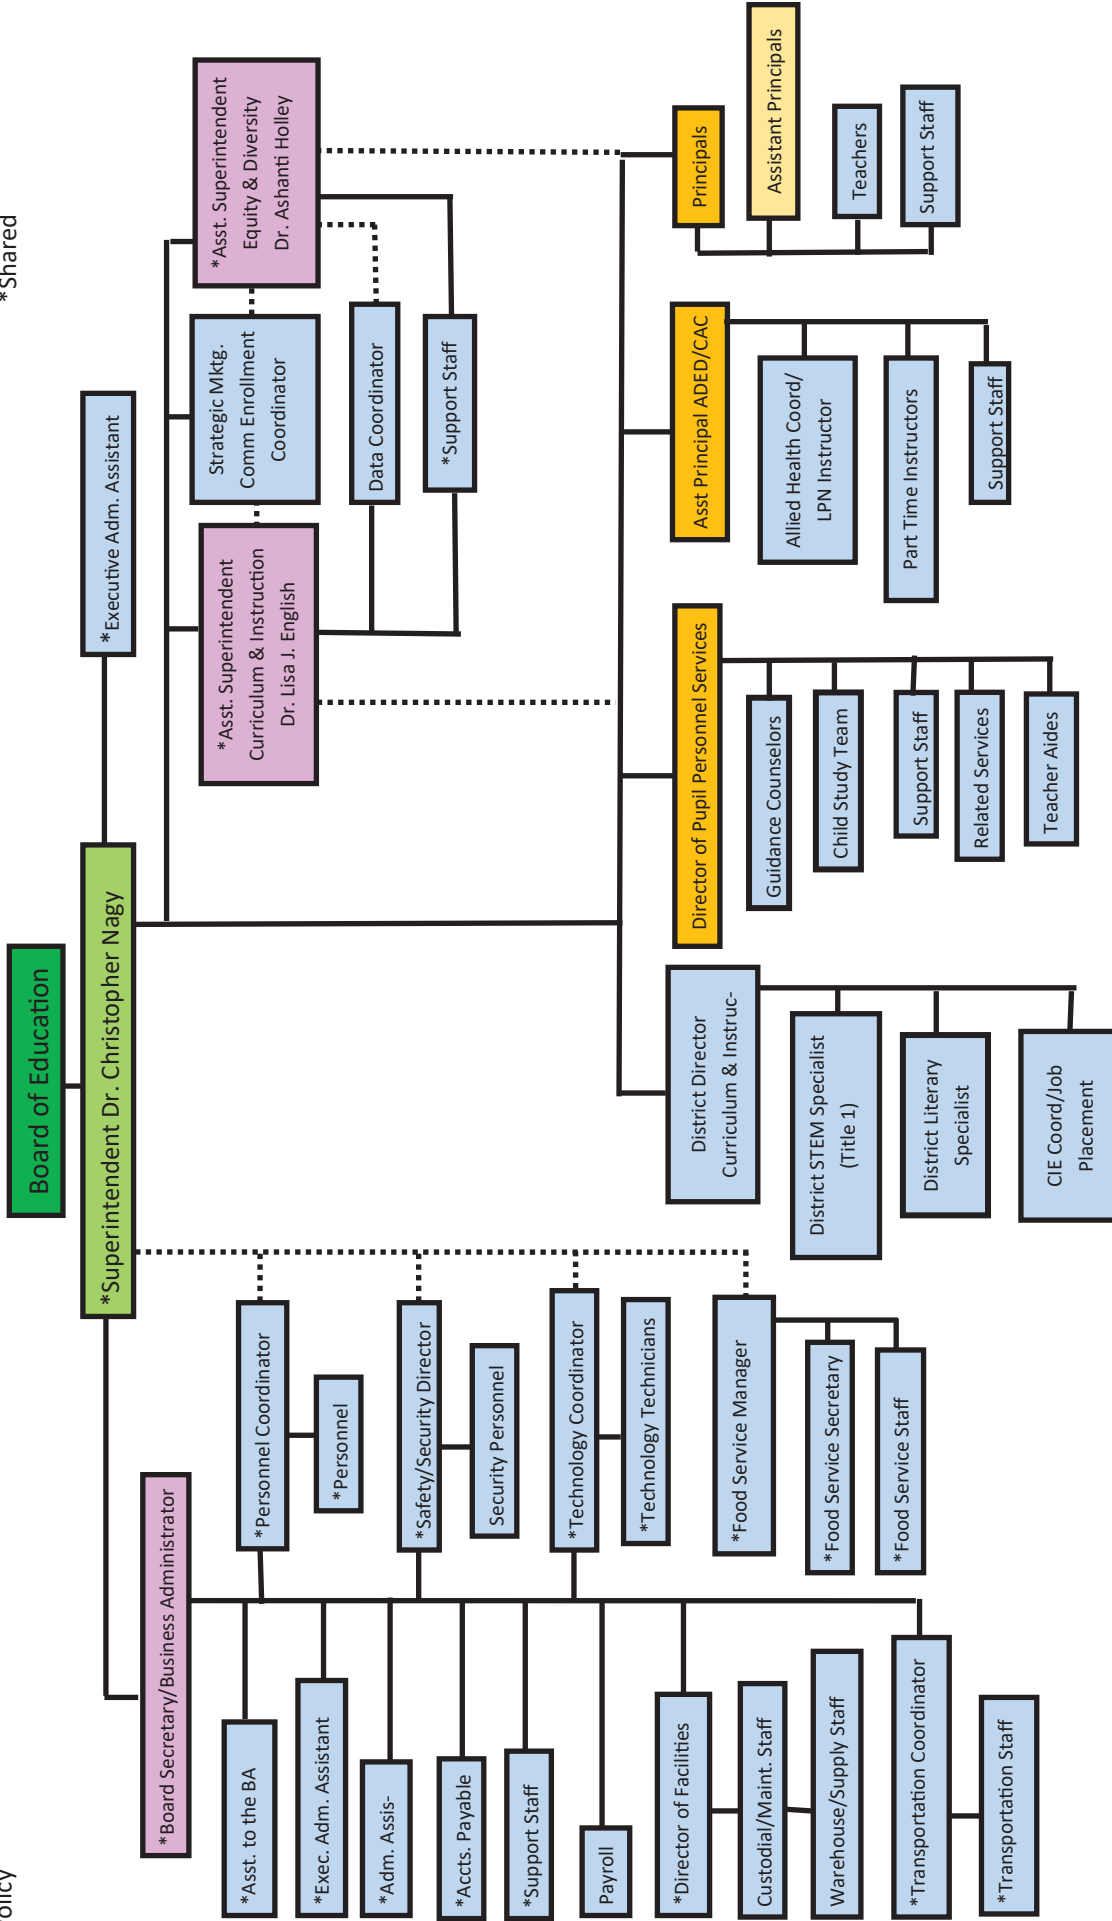 olicy
*Shared
Board of Education
*Superintendent Dr. Christopher Nagy
*Executive Adm. Assistant
*Board Secretary/Business Administrator
*Asst. to the BA
*Exec. Adm. Assistant
*Adm. Assis-
*Accts. Payable
*Support Staff
Payroll
*Director of Facilities
Custodial/Maint. Staff
Warehouse/Supply Staff
*Transportation Coordinator
*Transportation Staff
*Personnel Coordinator
*Personnel
*Safety/Security Director
Security Personnel
*Technology Coordinator
*Technology Technicians
*Food Service Manager
*Food Service Secretary
*Food Service Staff
*Asst. Superintendent
Curriculum & Instruction
Dr. Lisa J. English
Strategic Mktg.
Comm Enrollment
Coordinator
*Asst. Superintendent
Equity & Diversity
Dr. Ashanti Holley
Data Coordinator
*Support Staff
District Director
Curriculum & Instruc-
District STEM Specialist
(Title 1)
District Literary
Specialist
CIE Coord/Job
Placement
Director of Pupil Personnel Services
Guidance Counselors
Child Study Team
Support Staff
Related Services
Teacher Aides
Asst Principal ADED/CAC
Allied Health Coord/
LPN Instructor
Part Time Instructors
Support Staff
Principals
Assistant Principals
Teachers
Support Staff